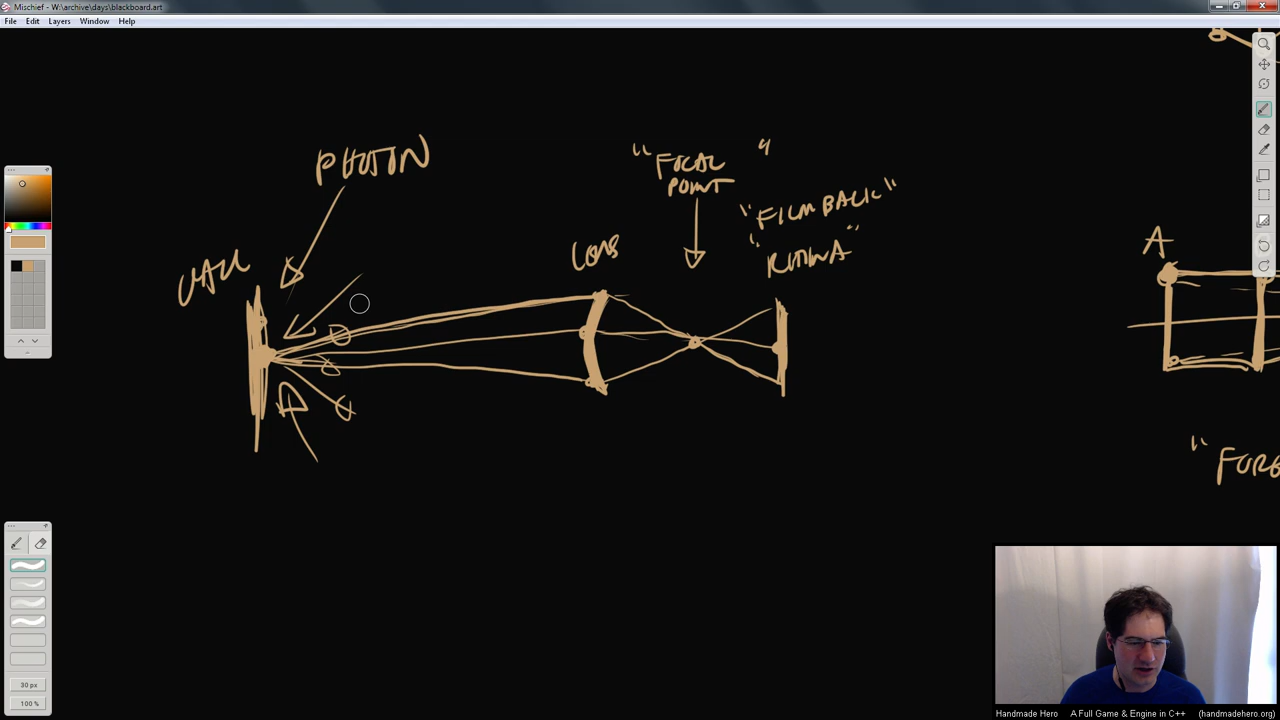 Mischief - W:\archive\days\blackboard.art
File Edit Layers Window Help
PHOTON
"FOCAL POINT"
"FILM BACK"
"RETINA"
WALL
LENS
A
"FORE
30 px
100 %
Handmade Hero A Full Game & Engine in C++ (handmadehero.org)